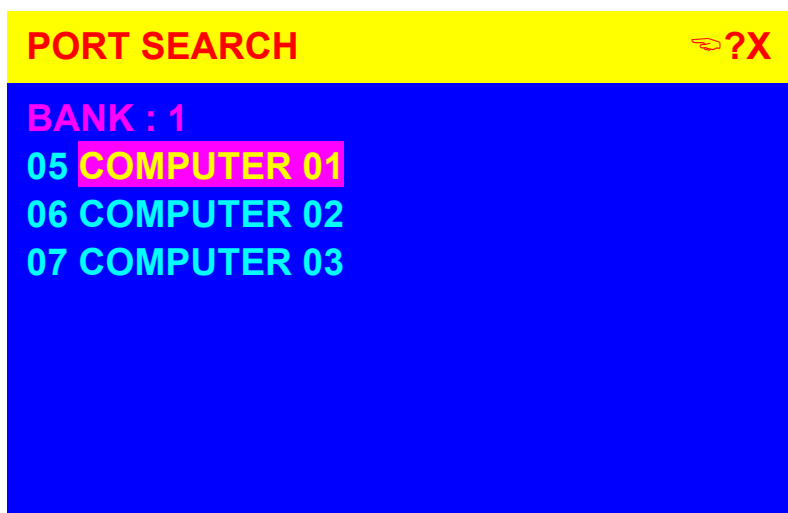 PORT SEARCH ☜?X
BANK : 1
05 COMPUTER 01
06 COMPUTER 02
07 COMPUTER 03